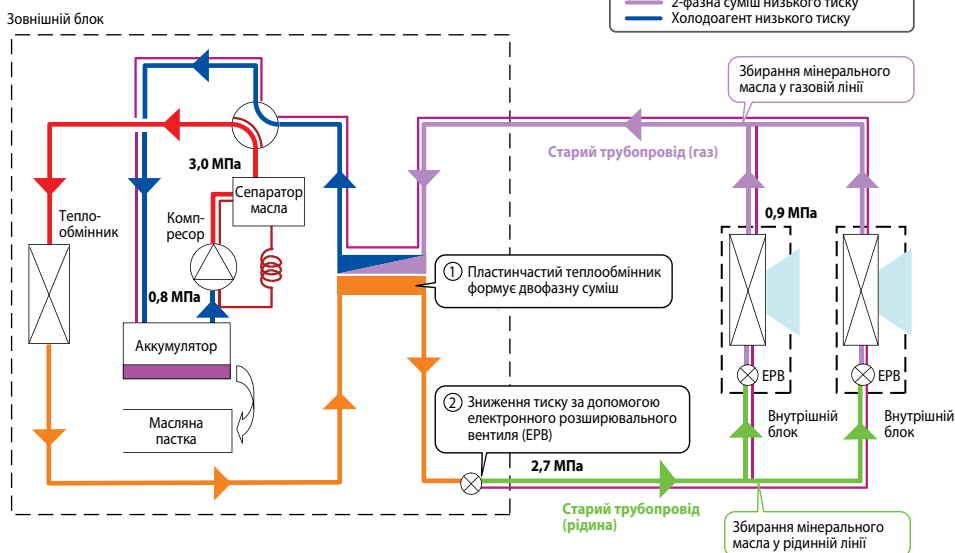 2-фазна суміш низького тиску
Холодоагент низького тиску
Зовнішній блок
Збирання мінерального
масла у газовій лінії
Старий трубопровід (газ)
3,0 МПа
Сепаратор
масла
Тепло-
обмінник
Комп-
ресор
0,9 МПа
① Пластинчастий теплообмінник
формує двофазну суміш
0,8 МПа
Аккумулятор
ЕРВ
ЕРВ
② Зниження тиску за допомогою
електронного розширювального
вентиля (ЕРВ)
Масляна
пастка
Внутрішній
блок
Внутрішній
блок
2,7 МПа
Старий трубопровід
(рідина)
Збирання мінерального
масла у рідинній лінії